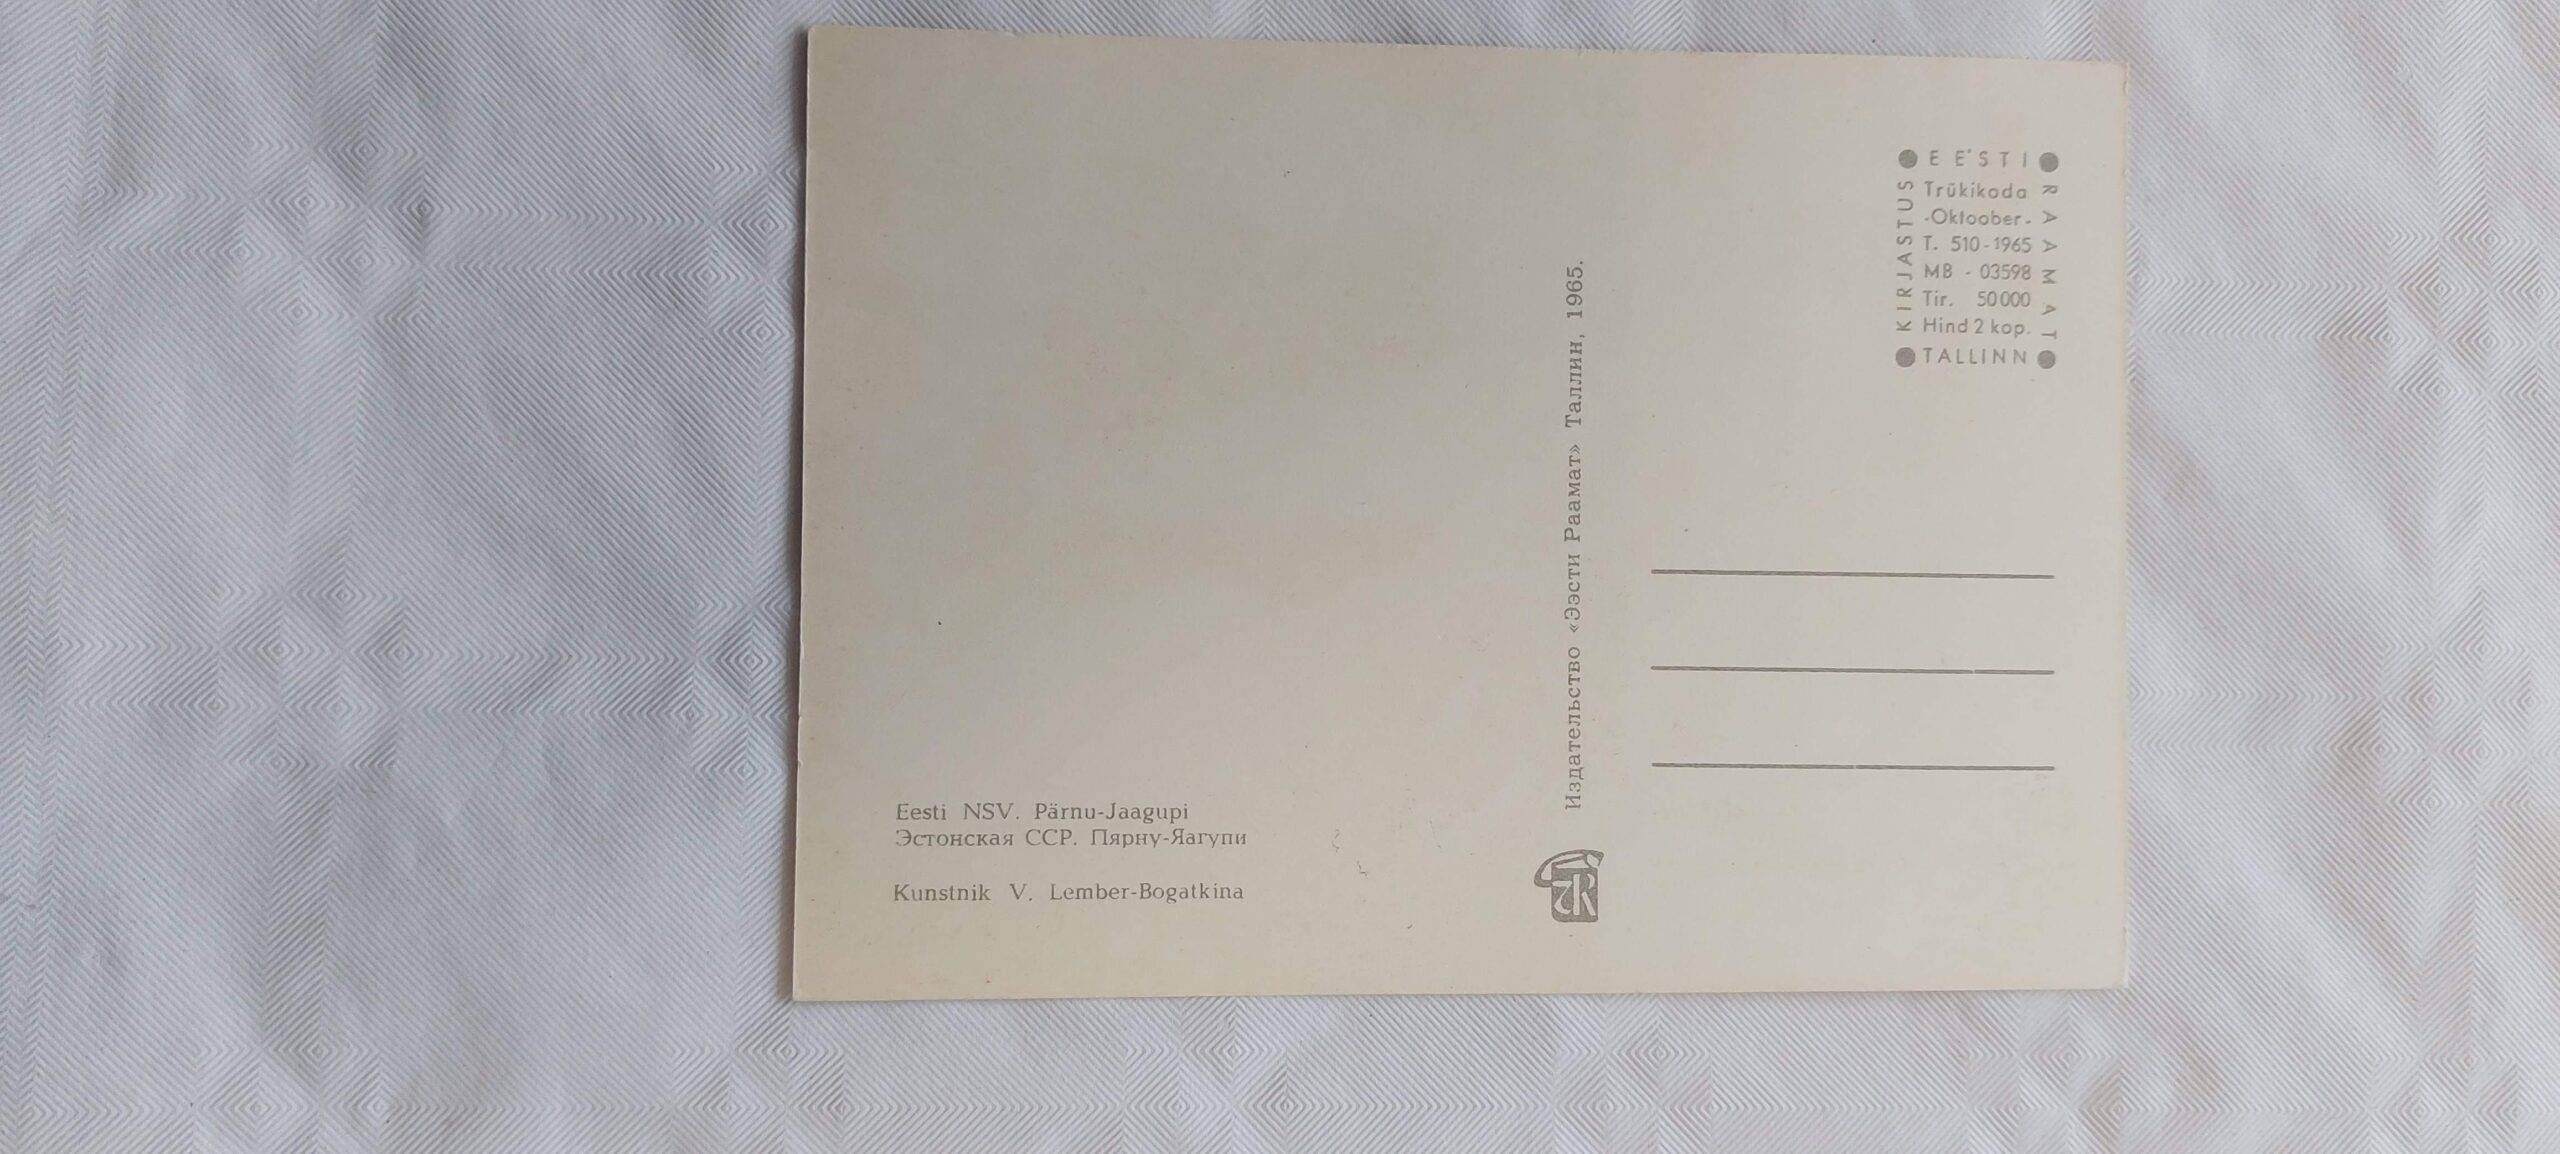 Eesti NSV. Pärnu-Jaagupi
Эстонская ССР. Пярну-Яагупи
Kunstnik V. Lember-Bogatkina
Издательство «Ээсти Раамат» Таллин, 1965.
EESTI
RAAMAT
KIRJASTUS
Trükikoda
-Oktoober-
T. 510-1965
MB - 03598
Tir. 50000
Hind 2 kop.
TALLINN